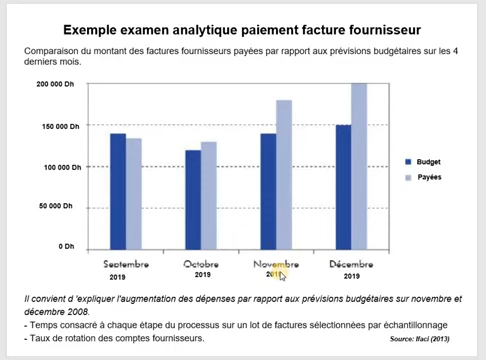 Exemple examen analytique paiement facture fournisseur
Comparaison du montant des factures fournisseurs payées par rapport aux prévisions budgétaires sur les 4
derniers mois.
200 000 Dh
150 000 Dh
100 000 Dh
50 000 Dh
0 Dh
Budget
Payées
Septembre Octobre Novembre Décembre
2019 2019 2019 2019
Il convient d 'expliquer l'augmentation des dépenses par rapport aux prévisions budgétaires sur novembre et
décembre 2008.
- Temps consacré à chaque étape du processus sur un lot de factures sélectionnées par échantillonnage
- Taux de rotation des comptes fournisseurs.
Source: Ifaci (2013)